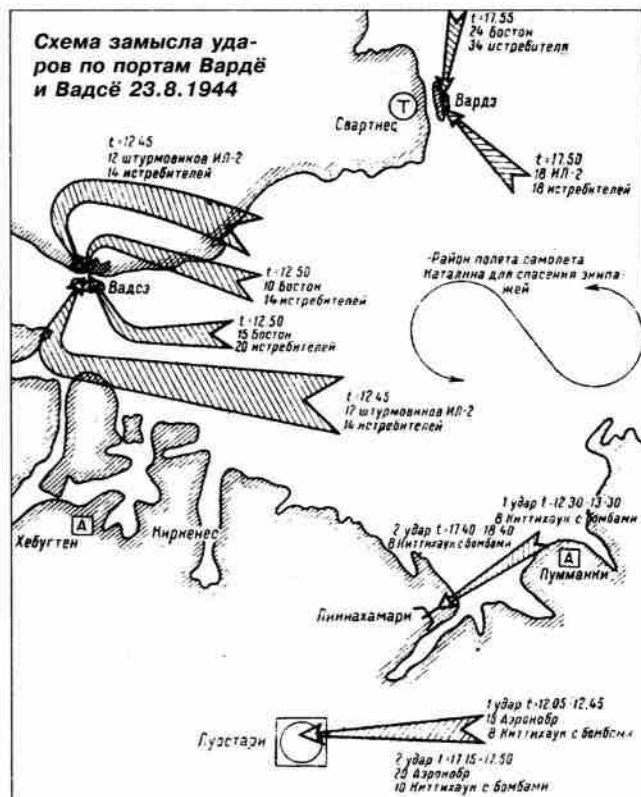 Схема замысла уда-
ров по портам Вардё
и Вадсё 23.8.1944
t=17.55
24 Бостон
34 истребителя
Т
Свартнес
Вардэ
t=12.45
12 штурмовиков ИЛ-2
14 истребителей
t=17.50
18 ИЛ-2
18 истребителей
Район полета самолета
Каталина для спасения экипа-
жей
Вадсэ
t=12.50
10 Бостон
14 истребителей
t=12.50
15 Бостон
20 истребителей
t=12.45
12 штурмовиков ИЛ-2
14 истребителей
А
Хебугтен
Киркенес
1 удар t=12.30-13.30
8 Киттихаук с бомбами
2 удар t=17.40-18.40
8 Киттихаук с бомбами
А
Пумманки
Лиинахамари
1 удар t=12.05-12.45
15 Аэронобр
8 Киттихаук с бомбами
Луостари
2 удар t=17.15-17.50
20 Аэронобр
10 Киттихаук с бомбами